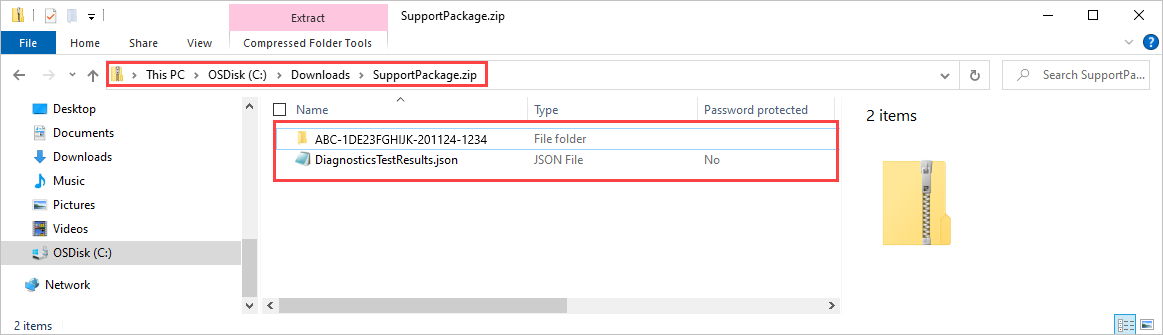 Extract SupportPackage.zip
File Home Share View Compressed Folder Tools
This PC OSDisk (C:) Downloads SupportPackage.zip Search SupportPa...
Name Type Password protected
ABC-1DE23FGHIJK-201124-1234 File folder
DiagnosticsTestResults.json JSON File No
Desktop
Documents
Downloads
Music
Pictures
Videos
OSDisk (C:)
Network
2 items
2 items